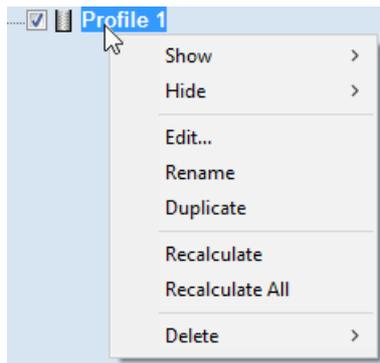 Profile 1
Show
Hide
Edit...
Rename
Duplicate
Recalculate
Recalculate All
Delete